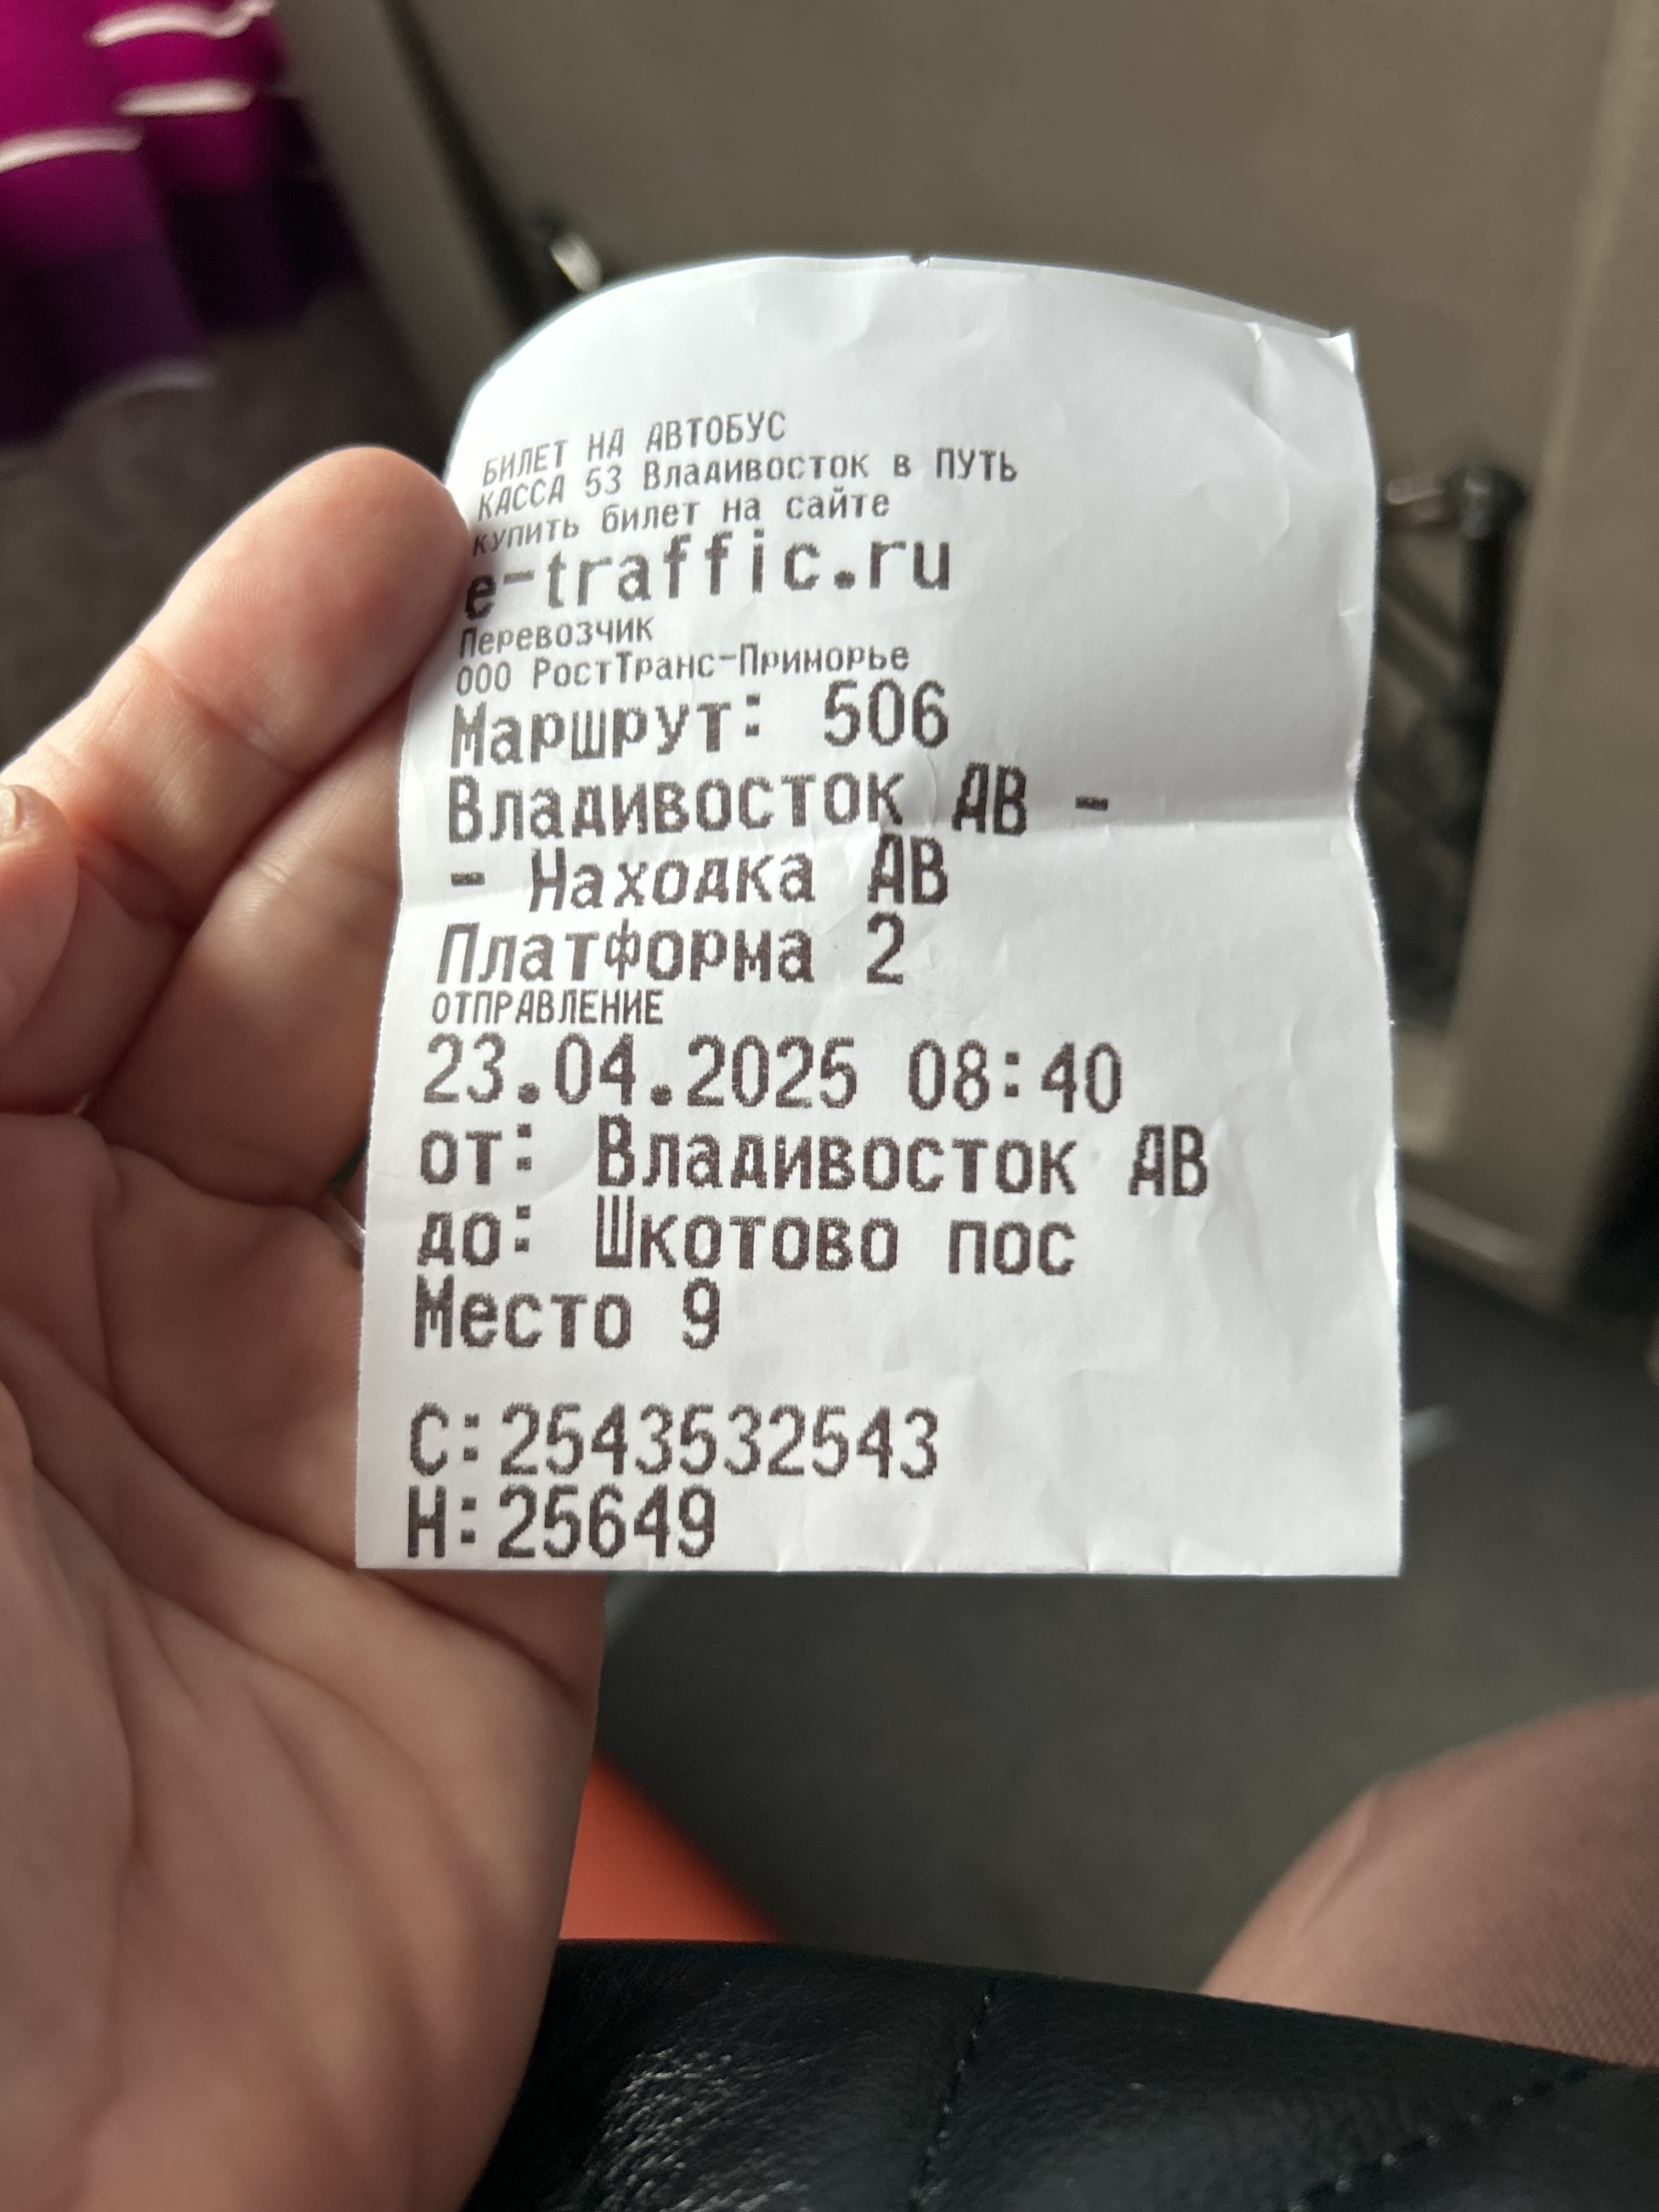 БИЛЕТ НА АВТОБУС
КАССА 53 Владивосток в ПУТЬ
купить билет на сайте
e-traffic.ru
Перевозчик
ООО РостТранс-Приморье
Маршрут: 506
Владивосток АВ -
- Находка АВ
Платформа 2
ОТПРАВЛЕНИЕ
23.04.2025 08:40
от: Владивосток АВ
до: Шкотово пос
Место 9
С:2543532543
Н:25649